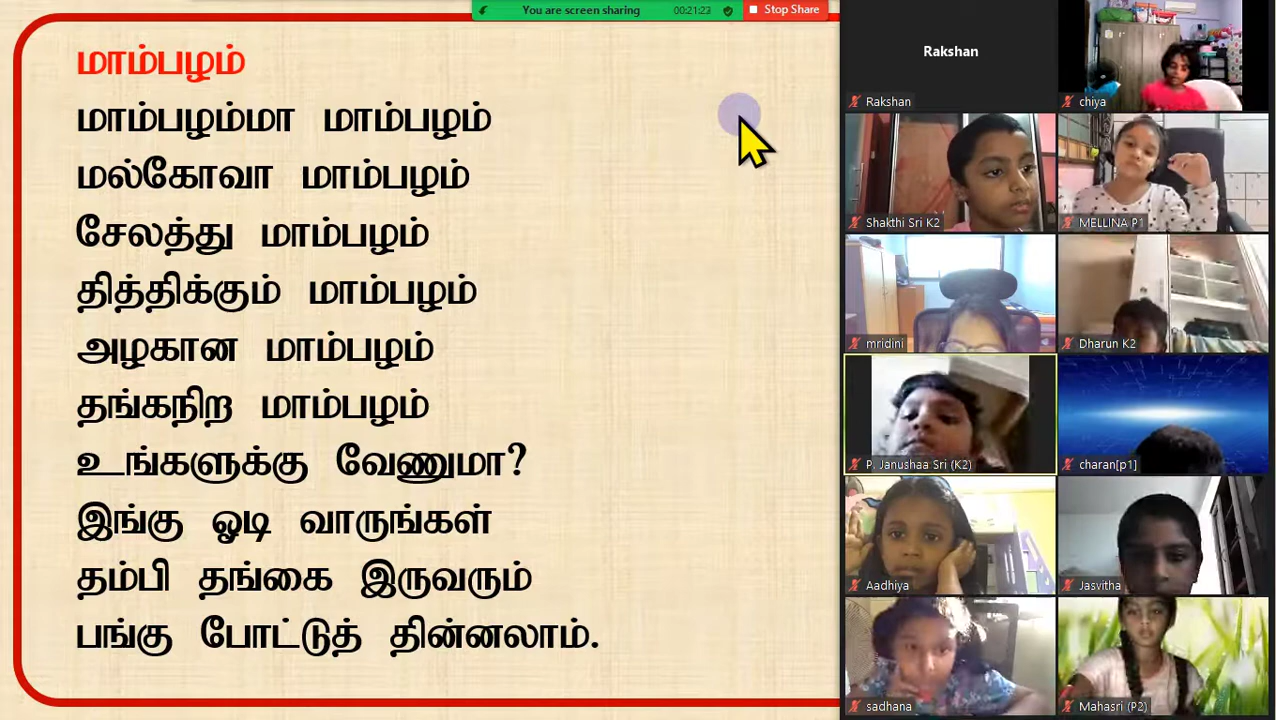 You are screen sharing 00:21:23 Stop Share
மாம்பழம்
மாம்பழம்மா மாம்பழம்
மல்கோவா மாம்பழம்
சேலத்து மாம்பழம்
தித்திக்கும் மாம்பழம்
அழகான மாம்பழம்
தங்கநிற மாம்பழம்
உங்களுக்கு வேணுமா?
இங்கு ஓடி வாருங்கள்
தம்பி தங்கை இருவரும்
பங்கு போட்டுத் தின்னலாம்.
Rakshan
Rakshan
chiya
Shakthi Sri K2
MELLINA P1
mridini
Dharun K2
P. Janushaa Sri (K2)
charan[p1]
Aadhiya
Jasvitha
sadhana
Mahasri (P2)